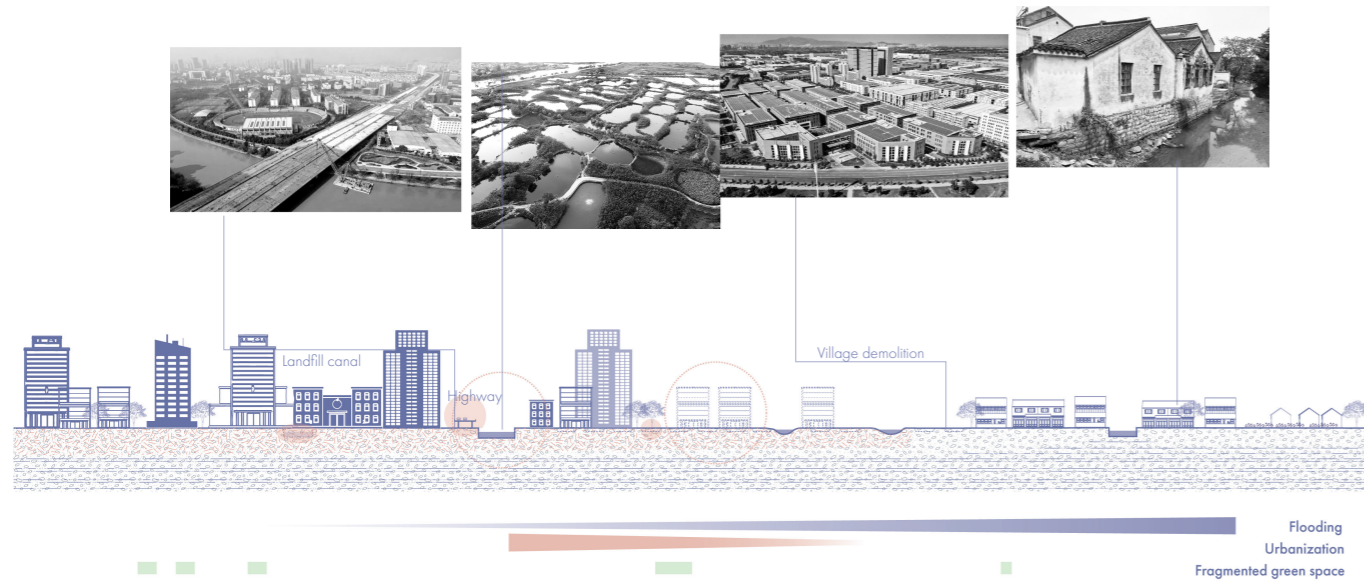 Landfill canal
Village demolition
Highway
Flooding
Urbanization
Fragmented green space